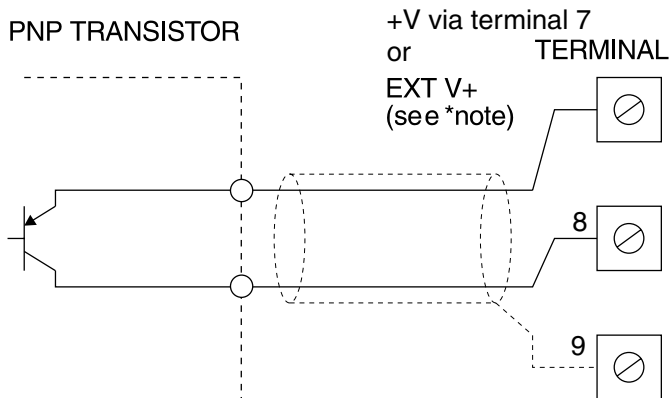 PNP TRANSISTOR
+V via terminal 7
or
TERMINAL
EXT V+
(see *note)
8
9